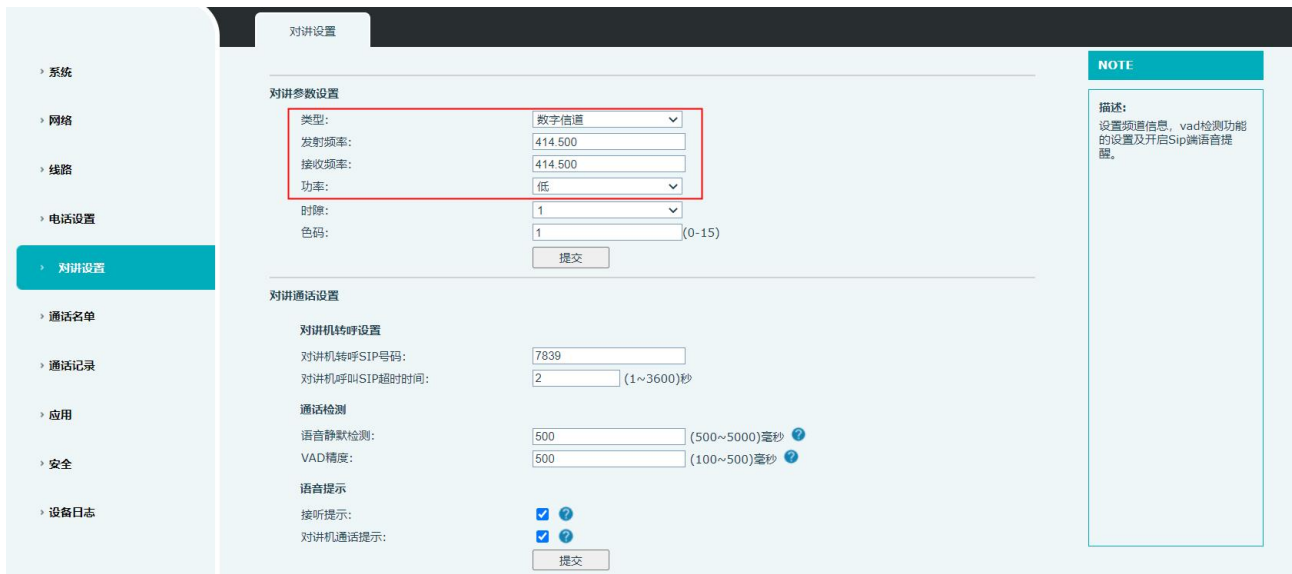 对讲设置
系统
网络
线路
电话设置
对讲设置
通话名单
通话记录
应用
安全
设备日志
对讲参数设置
类型: 数字信道
发射频率: 414.500
接收频率: 414.500
功率: 低
时隙: 1
色码: 1 (0-15)
提交
对讲通话设置
对讲机转呼设置
对讲机转呼SIP号码: 7839
对讲机呼叫SIP超时时间: 2 (1~3600)秒
通话检测
语音静默检测: 500 (500~5000)毫秒 ?
VAD精度: 500 (100~500)毫秒 ?
语音提示
接听提示: ?
对讲机通话提示: ?
提交
NOTE
描述:
设置频道信息，vad检测功能
的设置及开启Sip端语音提
醒。